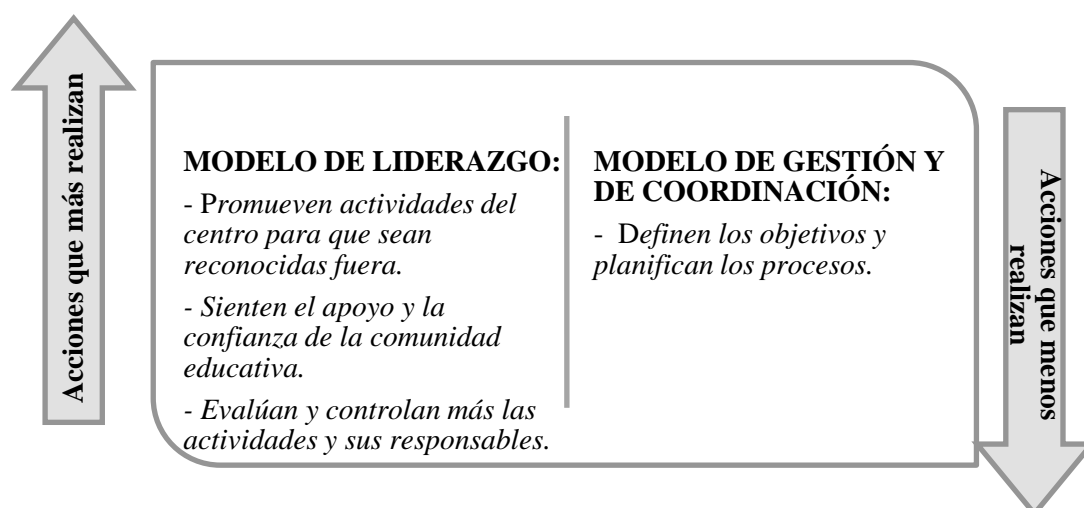 Acciones que más realizan
MODELO DE LIDERAZGO:
- Promueven actividades del
centro para que sean
reconocidas fuera.
- Sienten el apoyo y la
confianza de la comunidad
educativa.
- Evalúan y controlan más las
actividades y sus responsables.
MODELO DE GESTIÓN Y
DE COORDINACIÓN:
- Definen los objetivos y
planifican los procesos.
Acciones que menos
realizan